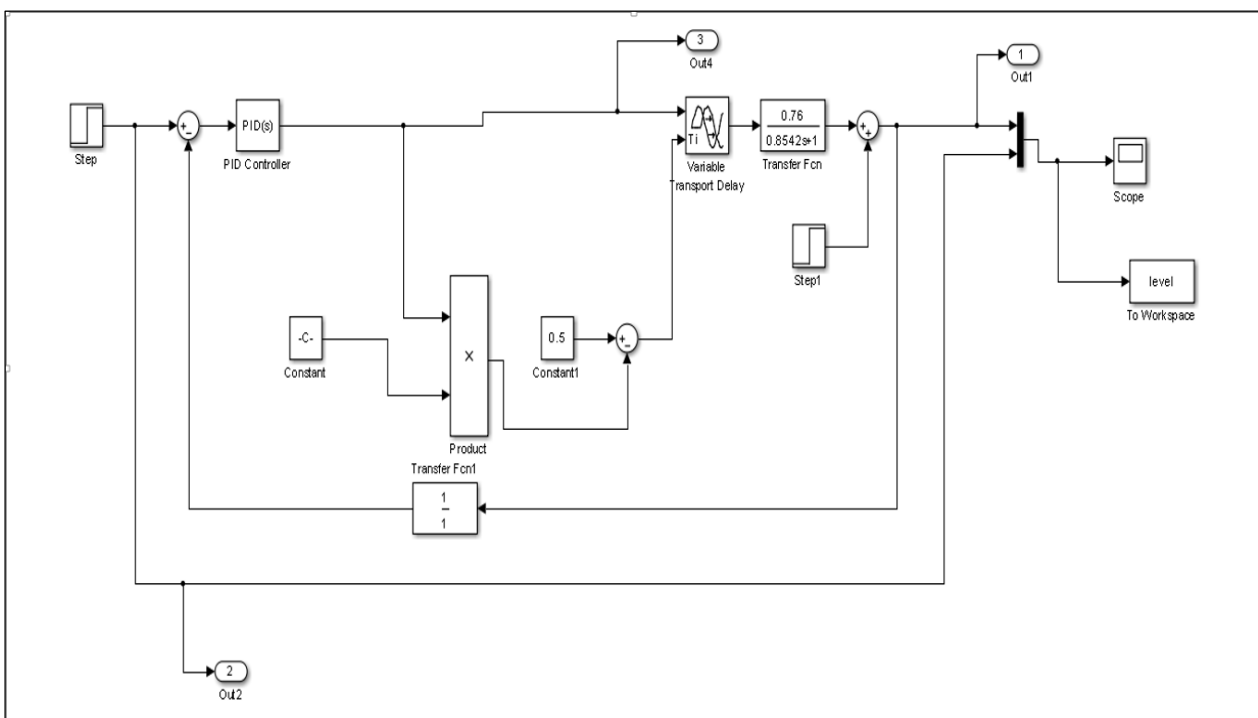 3
Out4
1
Out1
Step
+
-
PID(s)
PID Controller
Ti
Variable
Transport Delay
0.76
0.8542s+1
Transfer Fcn
+
+
Scope
Step1
level
To Workspace
-C-
Constant
×
Product
0.5
Constant1
+
-
Transfer Fcn1
1
1
2
Out2